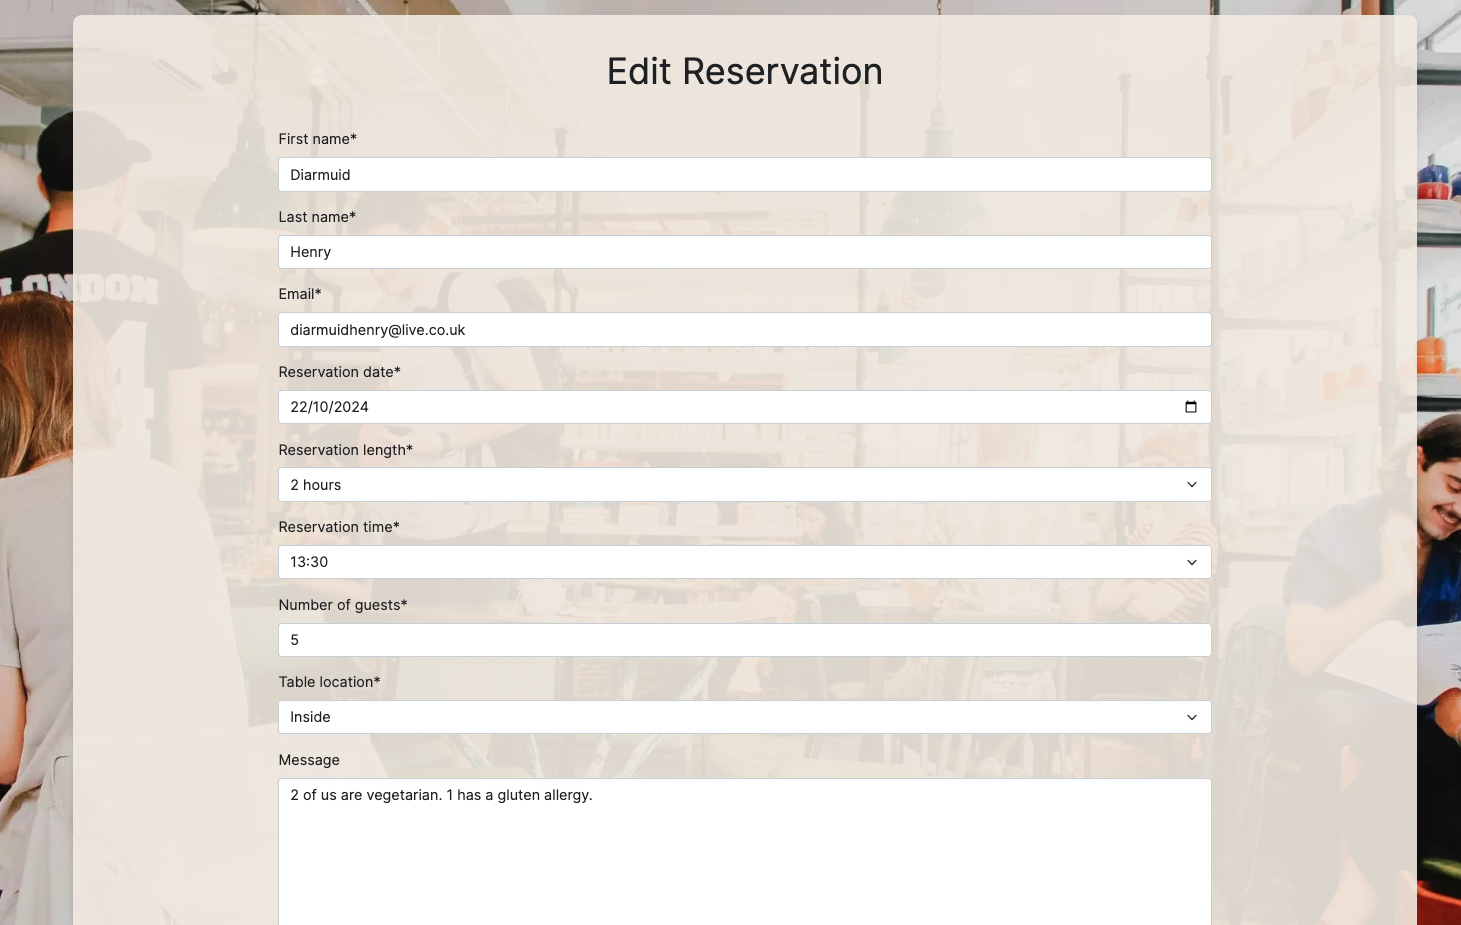 Edit Reservation
First name*
Diarmuid
Last name*
Henry
Email*
diarmuidhenry@live.co.uk
Reservation date*
22/10/2024
Reservation length*
2 hours
Reservation time*
13:30
Number of guests*
5
Table location*
Inside
Message
2 of us are vegetarian. 1 has a gluten allergy.
LONDON